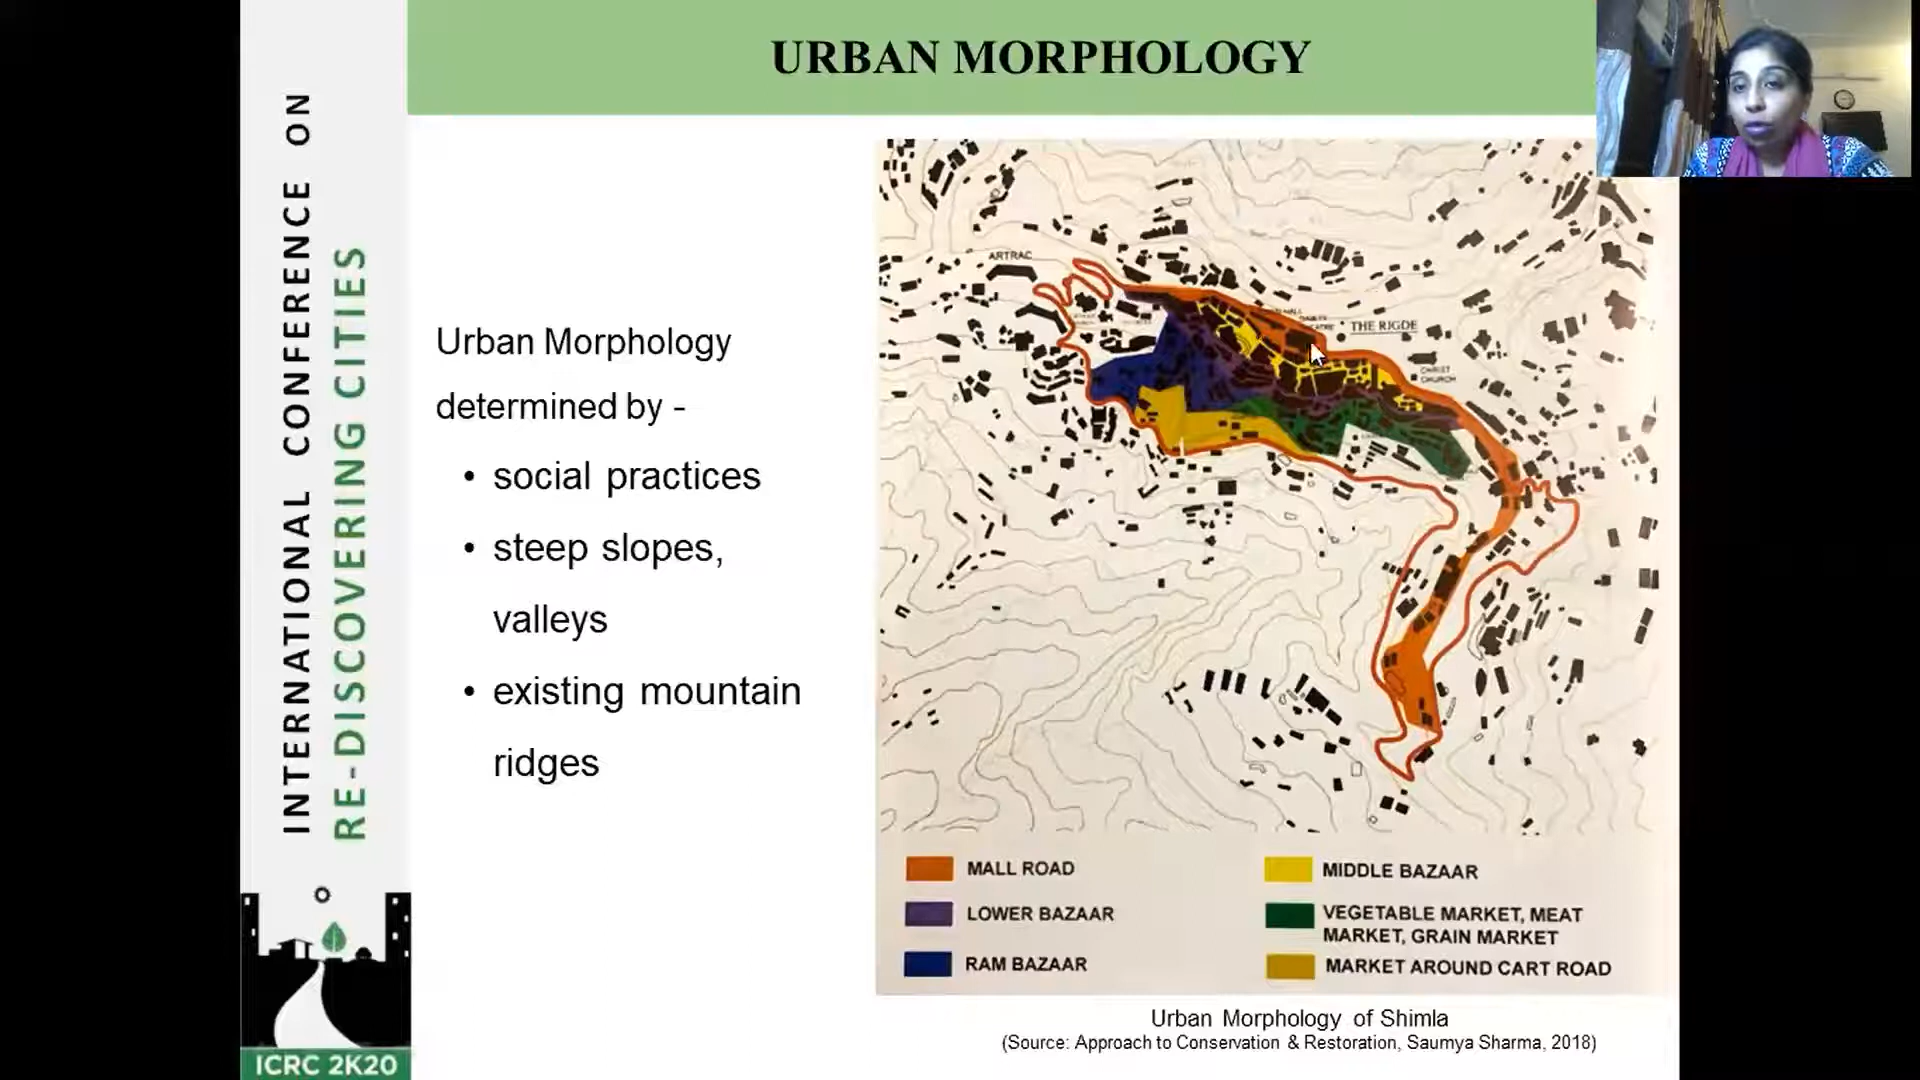 URBAN MORPHOLOGY
INTERNATIONAL CONFERENCE ON
RE-DISCOVERING CITIES
Urban Morphology
determined by -
• social practices
• steep slopes,
valleys
• existing mountain
ridges
ARTRAC
THE RIGDE
CHRIST
CHURCH
MALL ROAD
LOWER BAZAAR
RAM BAZAAR
MIDDLE BAZAAR
VEGETABLE MARKET, MEAT
MARKET, GRAIN MARKET
MARKET AROUND CART ROAD
Urban Morphology of Shimla
(Source: Approach to Conservation & Restoration, Saumya Sharma, 2018)
ICRC 2K20